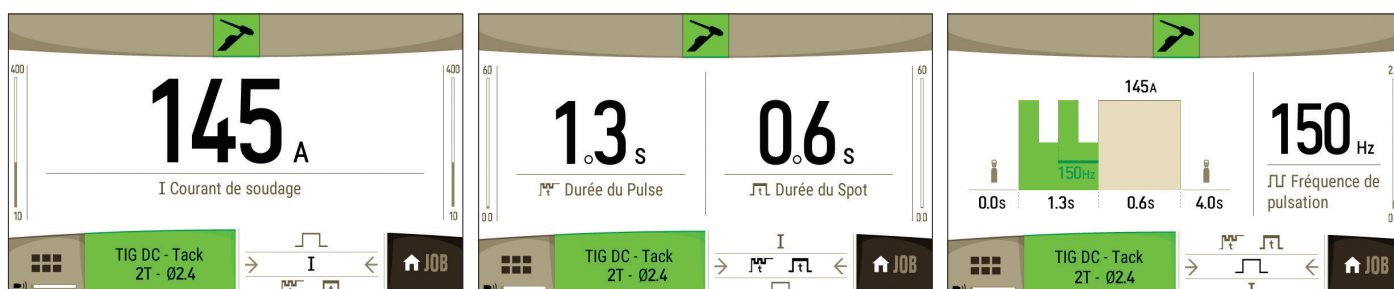 400
400
145 A
I Courant de soudage
10
10
TIG DC - Tack
2T - Ø2.4
I
JOB
60
60
1.3 s
0.6 s
t Durée du Pulse
t Durée du Spot
0.0
0.0
TIG DC - Tack
2T - Ø2.4
I
t t
JOB
145A
150Hz
0.0s
1.3s
0.6s
4.0s
150 Hz
Fréquence de
pulsation
TIG DC - Tack
2T - Ø2.4
t t
JOB